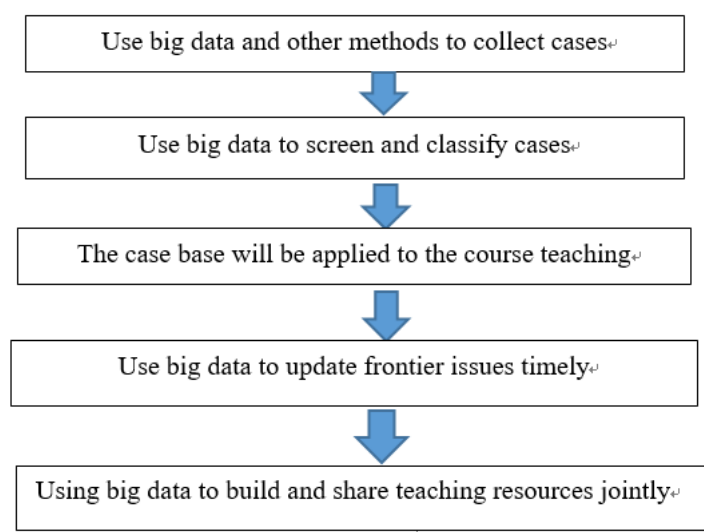 Use big data and other methods to collect cases
Use big data to screen and classify cases
The case base will be applied to the course teaching
Use big data to update frontier issues timely
Using big data to build and share teaching resources jointly